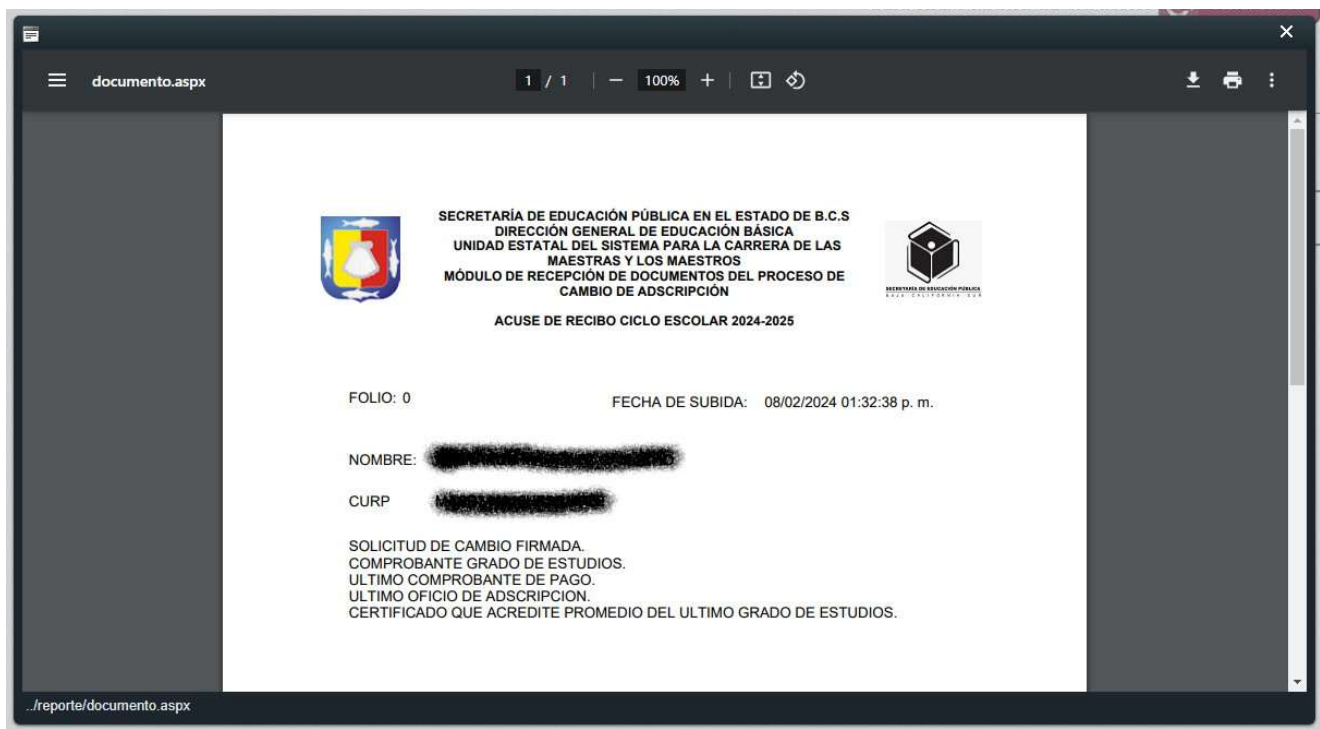 documento.aspx
1 / 1
100%
SECRETARÍA DE EDUCACIÓN PÚBLICA EN EL ESTADO DE B.C.S
DIRECCIÓN GENERAL DE EDUCACIÓN BÁSICA
UNIDAD ESTATAL DEL SISTEMA PARA LA CARRERA DE LAS
MAESTRAS Y LOS MAESTROS
MÓDULO DE RECEPCIÓN DE DOCUMENTOS DEL PROCESO DE
CAMBIO DE ADSCRIPCIÓN
SECRETARÍA DE EDUCACIÓN PÚBLICA
BAJA CALIFORNIA SUR
ACUSE DE RECIBO CICLO ESCOLAR 2024-2025
FOLIO: 0
FECHA DE SUBIDA: 08/02/2024 01:32:38 p. m.
NOMBRE:
CURP
SOLICITUD DE CAMBIO FIRMADA.
COMPROBANTE GRADO DE ESTUDIOS.
ULTIMO COMPROBANTE DE PAGO.
ULTIMO OFICIO DE ADSCRIPCION.
CERTIFICADO QUE ACREDITE PROMEDIO DEL ULTIMO GRADO DE ESTUDIOS.
../reporte/documento.aspx